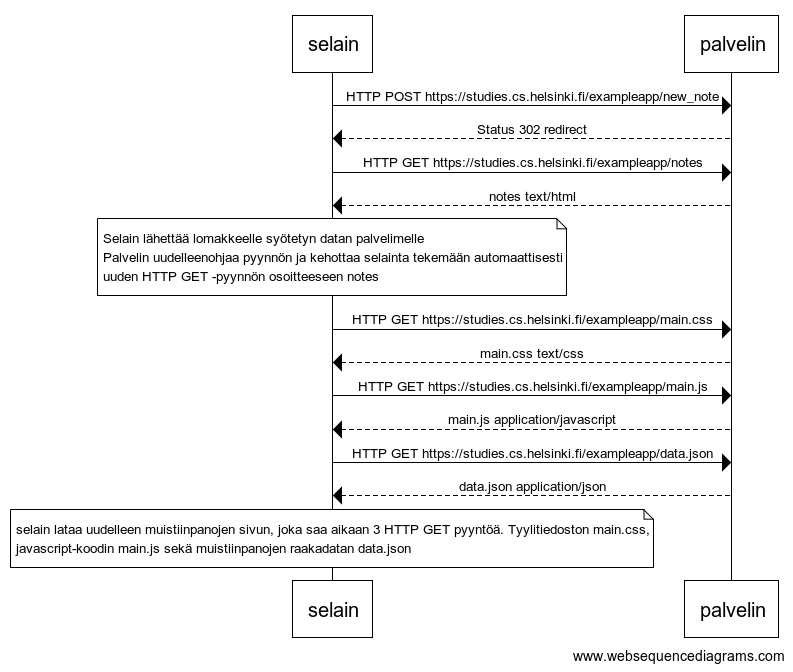 selain
palvelin
HTTP POST https://studies.cs.helsinki.fi/exampleapp/new_note
Status 302 redirect
HTTP GET https://studies.cs.helsinki.fi/exampleapp/notes
notes text/html
Selain lähettää lomakkeelle syötetyn datan palvelimelle
Palvelin uudelleenohjaa pyynnön ja kehottaa selainta tekemään automaattisesti
uuden HTTP GET -pyynnön osoitteeseen notes
HTTP GET https://studies.cs.helsinki.fi/exampleapp/main.css
main.css text/css
HTTP GET https://studies.cs.helsinki.fi/exampleapp/main.js
main.js application/javascript
HTTP GET https://studies.cs.helsinki.fi/exampleapp/data.json
data.json application/json
selain lataa uudelleen muistiinpanojen sivun, joka saa aikaan 3 HTTP GET pyyntöä. Tyylitiedoston main.css,
javascript-koodin main.js sekä muistiinpanojen raakadatan data.json
selain
palvelin
www.websequencediagrams.com